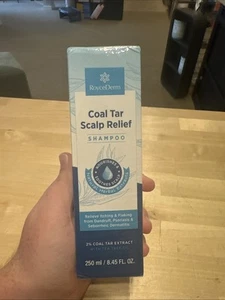 RoyceDerm
Coal Tar
Scalp Relief
SHAMPOO
Relieve Itching & Flaking
from Dandruff, Psoriasis &
Seborrheic Dermatitis
2% COAL TAR EXTRACT
250 ml / 8.45 FL. OZ.